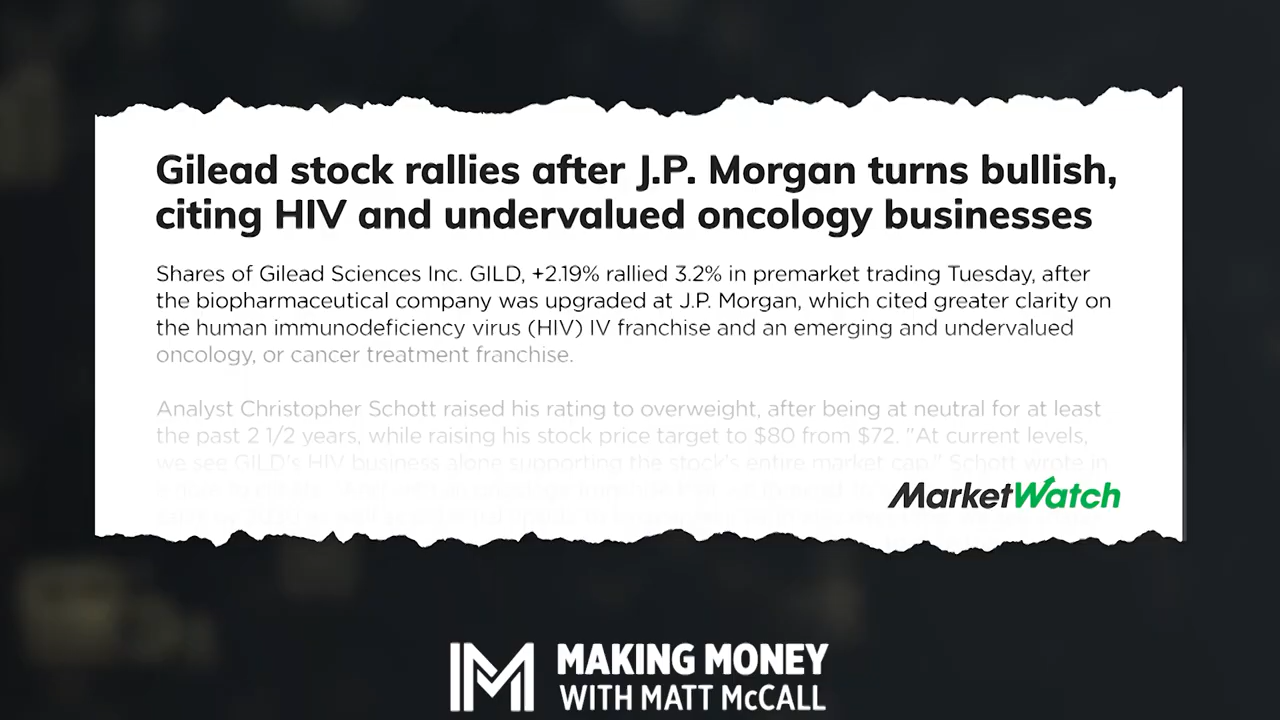 Gilead stock rallies after J.P. Morgan turns bullish,
citing HIV and undervalued oncology businesses
Shares of Gilead Sciences Inc. GILD, +2.19% rallied 3.2% in premarket trading Tuesday, after
the biopharmaceutical company was upgraded at J.P. Morgan, which cited greater clarity on
the human immunodeficiency virus (HIV) IV franchise and an emerging and undervalued
oncology, or cancer treatment franchise.
Analyst Christopher Schott raised his rating to overweight, after being at neutral for at least
the past 2 1/2 years, while raising his stock price target to $80 from $72. "At current levels,
we see GILD's HIV business alone supporting the stock's entire market cap," Schott wrote in
MarketWatch
MAKING MONEY
WITH MATT McCALL